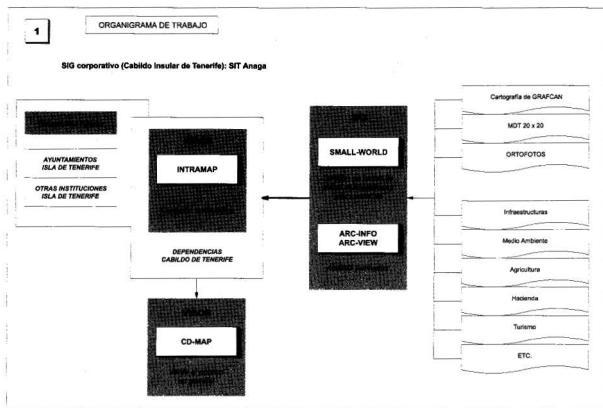 1
ORGANIGRAMA DE TRABAJO
SIG corporativo (Cabildo Insular de Tenerife): SIT Anaga
AYUNTAMIENTOS
ISLA DE TENERIFE
OTRAS INSTITUCIONES
ISLA DE TENERIFE
INTRAMAP
DEPENDENCIAS
CABILDO DE TENERIFE
CD-MAP
SMALL-WORLD
ARC-INFO
ARC-VIEW
Cartografía de GRAFCAN
MDT 20 x 20
ORTOFOTOS
Infraestructuras
Medio Ambiente
Agricultura
Hacienda
Turismo
ETC.